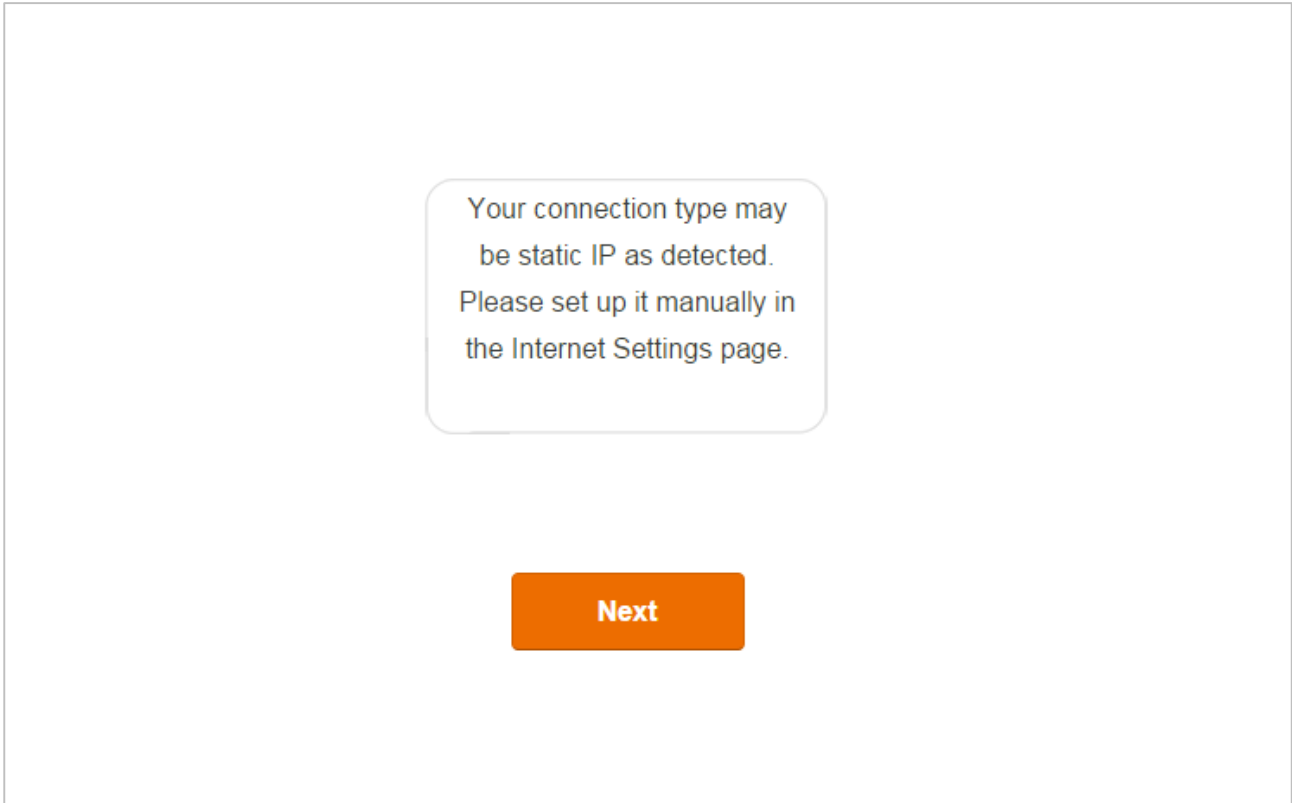 Your connection type may
be static IP as detected.
Please set up it manually in
the Internet Settings page.
Next